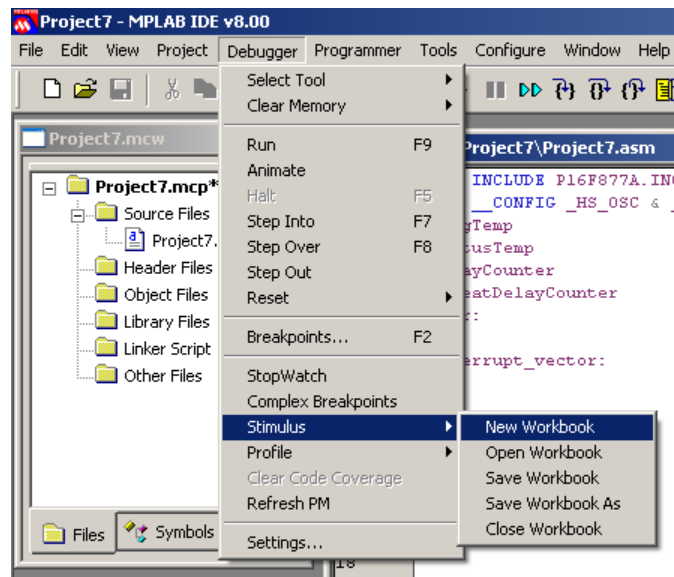 Project7 - MPLAB IDE v8.00
File Edit View Project Debugger Programmer Tools Configure Window Help
Project7.mcw
Project7.mcp*
Source Files
Project7.
Header Files
Object Files
Library Files
Linker Script
Other Files
Files Symbols
Select Tool
Clear Memory
Run F9
Animate
Halt F5
Step Into F7
Step Over F8
Step Out
Reset
Breakpoints... F2
StopWatch
Complex Breakpoints
Stimulus
Profile
Clear Code Coverage
Refresh PM
Settings...
New Workbook
Open Workbook
Save Workbook
Save Workbook As
Close Workbook
Project7\Project7.asm
INCLUDE P16F877A.INC
__CONFIG _HS_OSC & _
gTemp
tusTemp
ayCounter
eatDelayCounter
r:
errupt_vector:
18